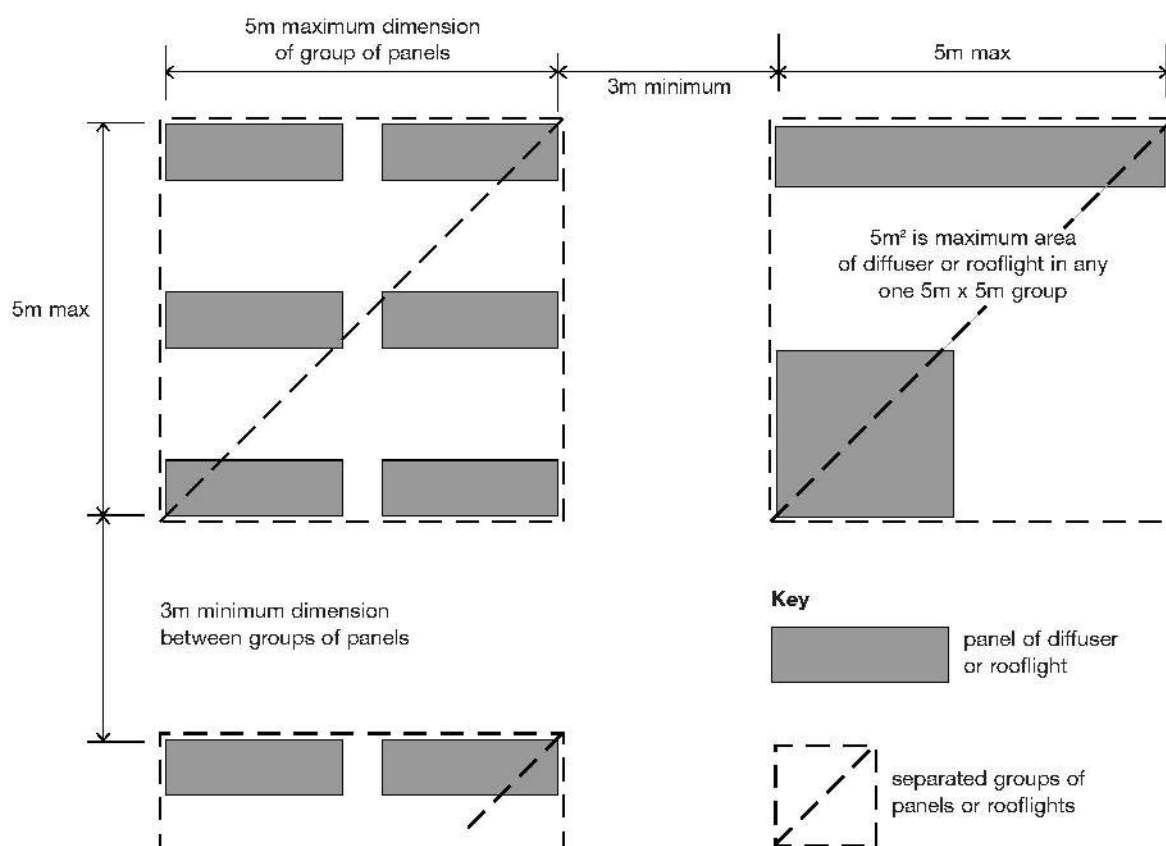 5m maximum dimension
of group of panels
3m minimum
5m max
5m max
5m² is maximum area
of diffuser or rooflight in any
one 5m x 5m group
3m minimum dimension
between groups of panels
Key
panel of diffuser
or rooflight
separated groups of
panels or rooflights